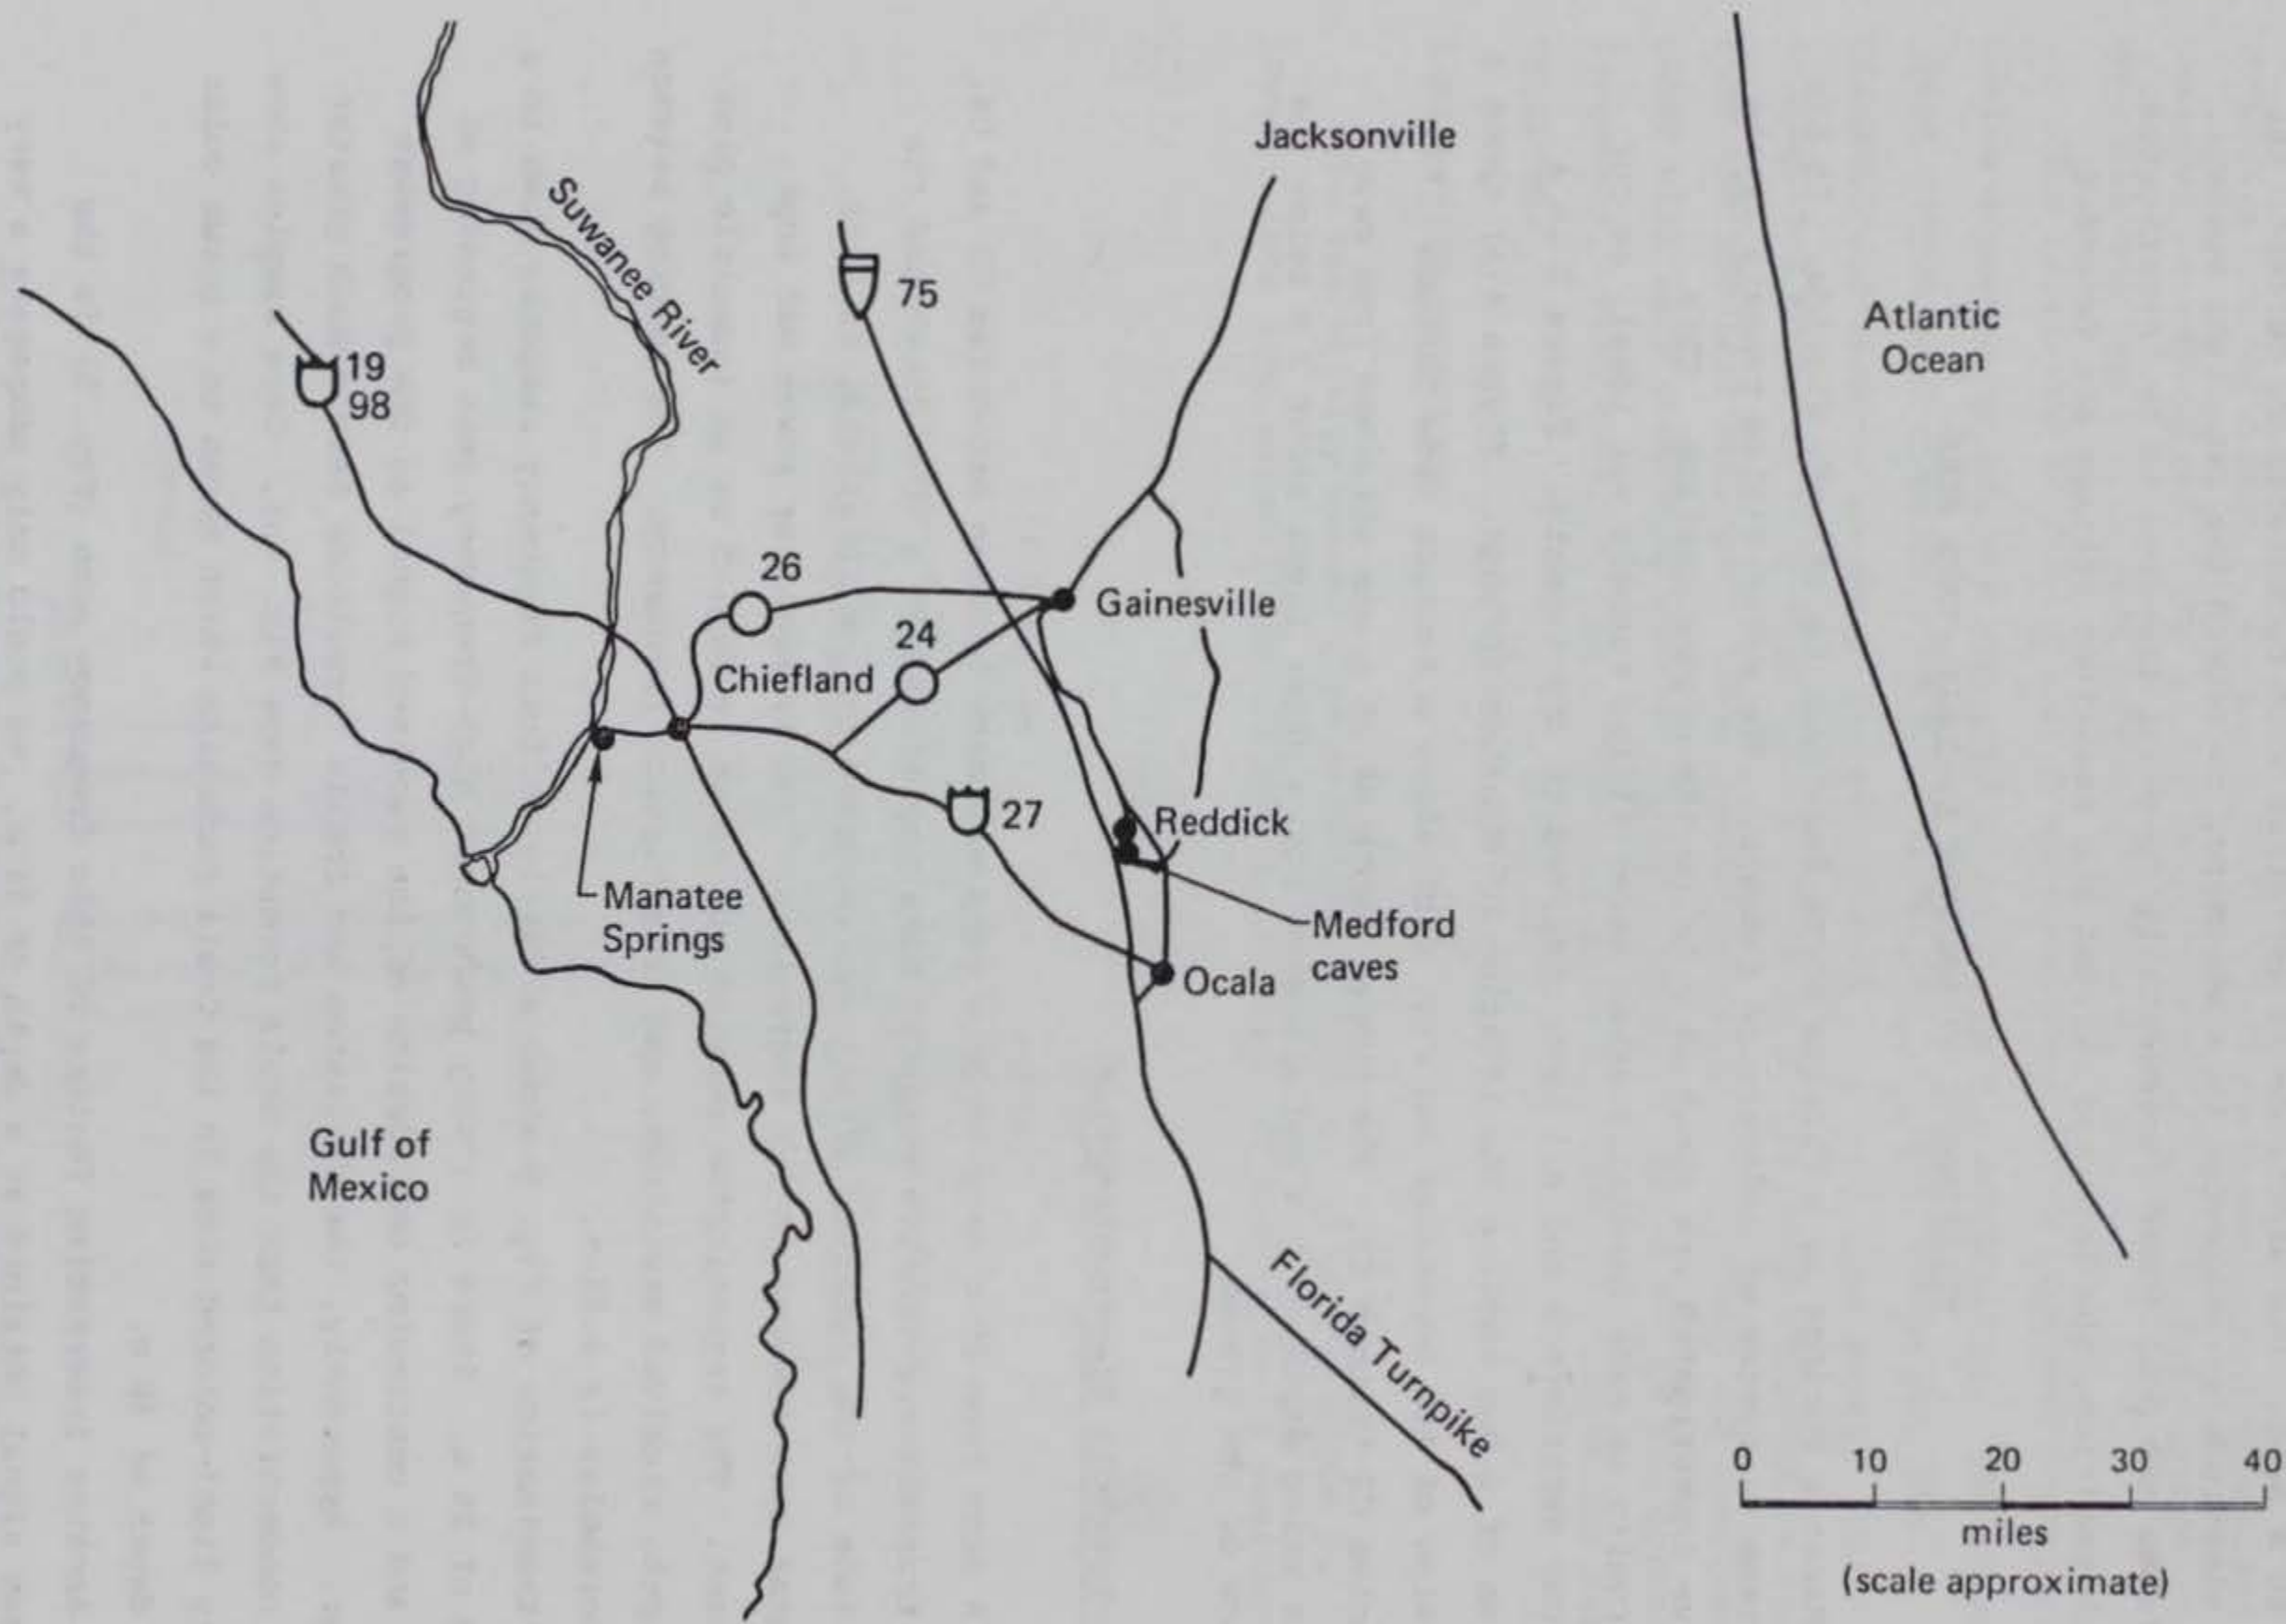 Jacksonville
Suwanee River
75
Atlantic
Ocean
19
98
26
Gainesville
24
Chiefland
27
Reddick
Manatee
Springs
Medford
caves
Ocala
Gulf of
Mexico
Florida Turnpike
0 10 20 30 40
miles
(scale approximate)